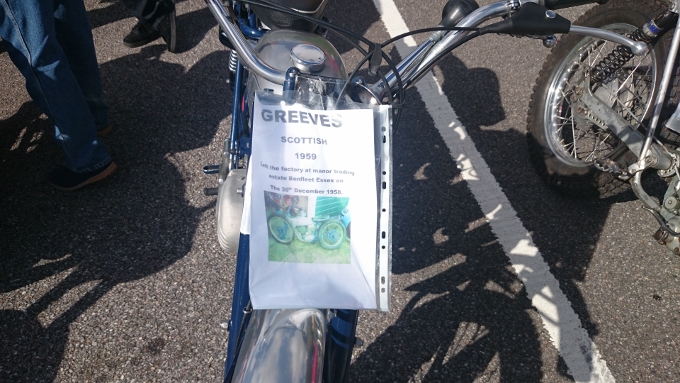 GREEVES
SCOTTISH
1959
Left the factory at manor trading
estate Benfleet Essex on
The 30th December 1958.